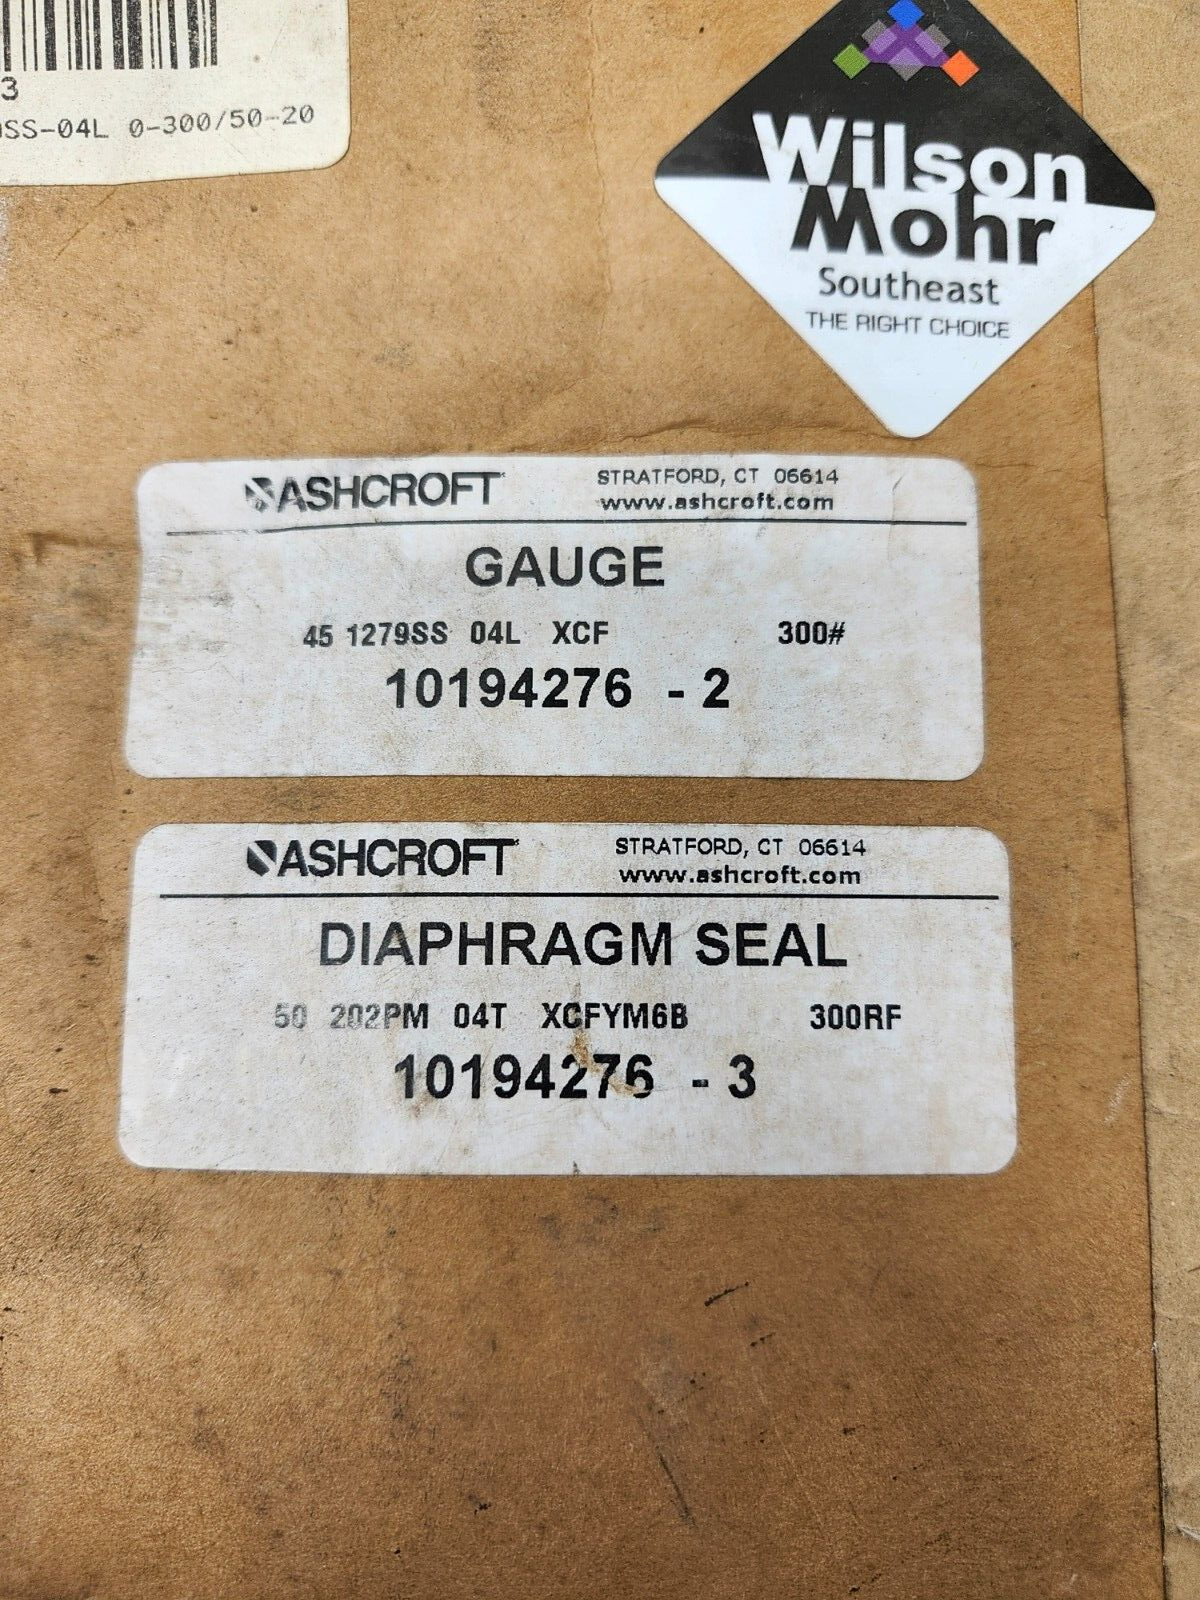 3
SS-04L 0-300/50-20
Wilson
Mohr
Southeast
THE RIGHT CHOICE
ASHCROFT STRATFORD, CT 06614
www.ashcroft.com
GAUGE
45 1279SS 04L XCF 300#
10194276 - 2
ASHCROFT STRATFORD, CT 06614
www.ashcroft.com
DIAPHRAGM SEAL
50 202PM 04T XCFYM6B 300RF
10194276 - 3